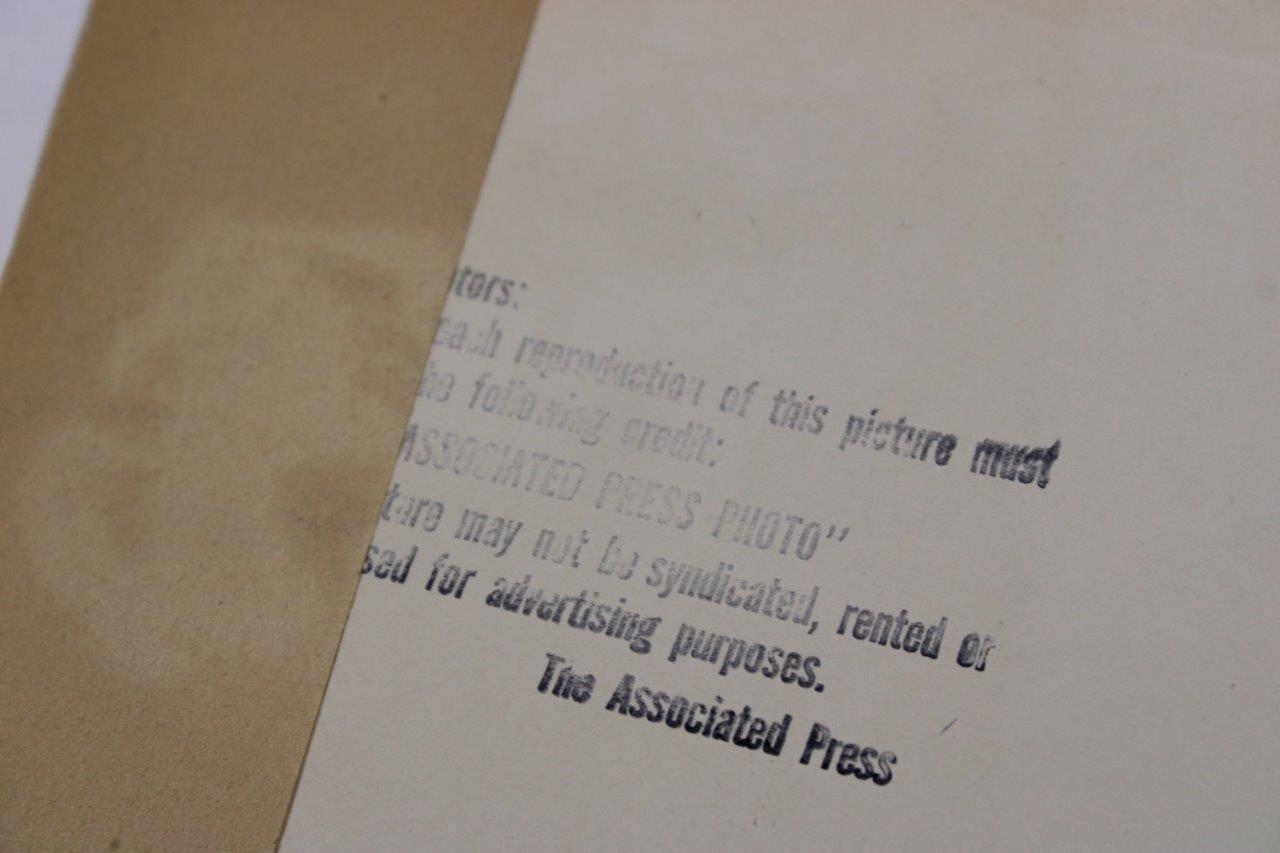 tors:
each reproduction of this picture must
he following credit:
ASSOCIATED PRESS PHOTO"
ture may not be syndicated, rented or
sed for advertising purposes.
The Associated Press